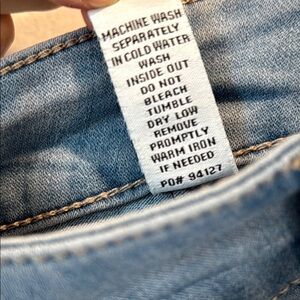 MACHINE WASH
SEPARATELY
IN COLD WATER
WASH
INSIDE OUT
DO NOT
BLEACH
TUMBLE
DRY LOW
REMOVE
PROMPTLY
WARM IRON
IF NEEDED
PO# 94127